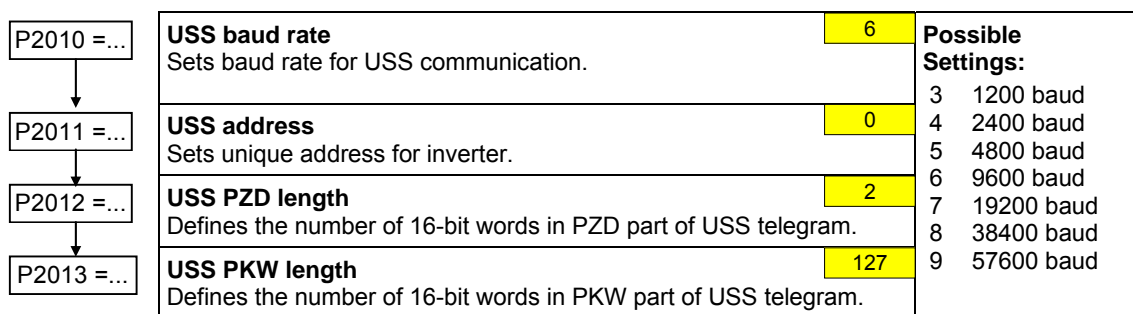 P2010 =...
USS baud rate
6
Sets baud rate for USS communication.
P2011 =...
USS address
0
Sets unique address for inverter.
P2012 =...
USS PZD length
2
Defines the number of 16-bit words in PZD part of USS telegram.
P2013 =...
USS PKW length
127
Defines the number of 16-bit words in PKW part of USS telegram.
Possible
Settings:
3 1200 baud
4 2400 baud
5 4800 baud
6 9600 baud
7 19200 baud
8 38400 baud
9 57600 baud